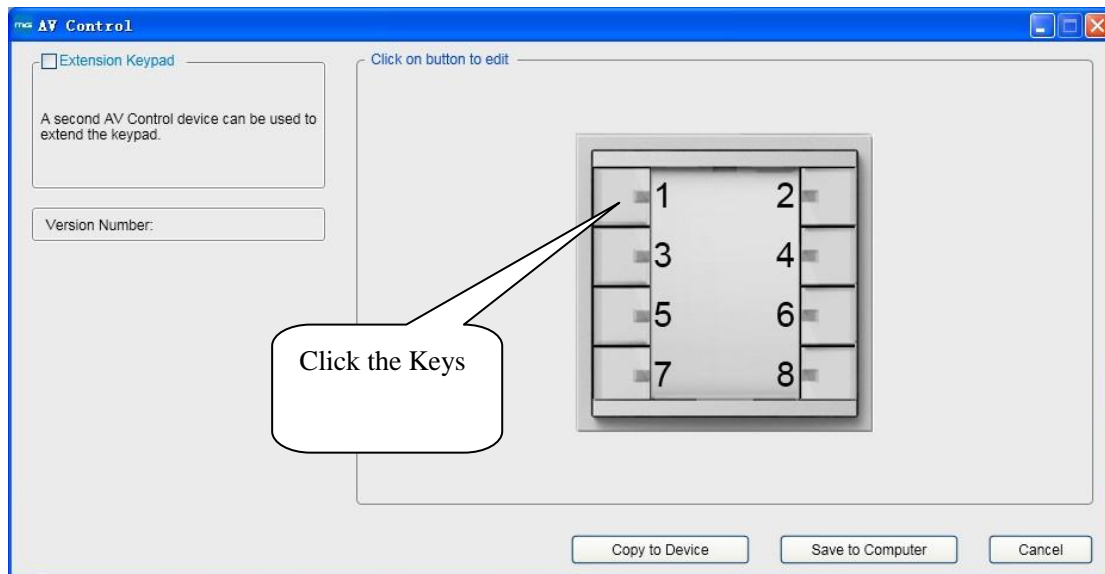 mg AV Control
Extension Keypad
A second AV Control device can be used to
extend the keypad.
Version Number:
Click on button to edit
1 2
3 4
5 6
7 8
Click the Keys
Copy to Device Save to Computer Cancel